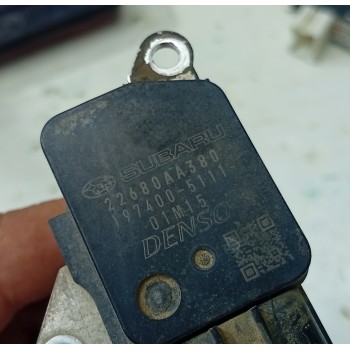 SUBARU
22680AA380
197400-5111
01M15
DENSO